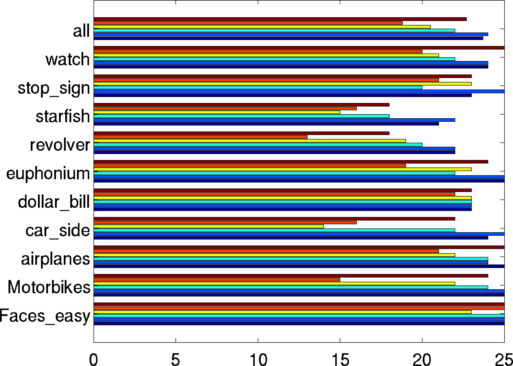 all
watch
stop_sign
starfish
revolver
euphonium
dollar_bill
car_side
airplanes
Motorbikes
Faces_easy
0 5 10 15 20 25